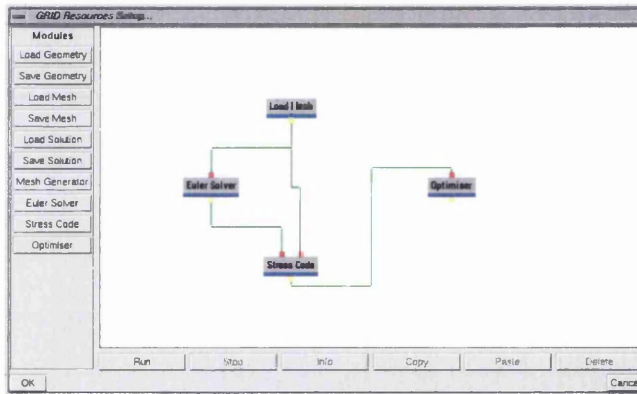 GRID Resources Setup...
Modules
Load Geometry
Save Geometry
Load Mesh
Save Mesh
Load Solution
Save Solution
Mesh Generator
Euler Solver
Stress Code
Optimiser
Load Mesh
Euler Solver
Optimiser
Stress Code
Run Stop Info Copy Paste Delete
OK Cancel